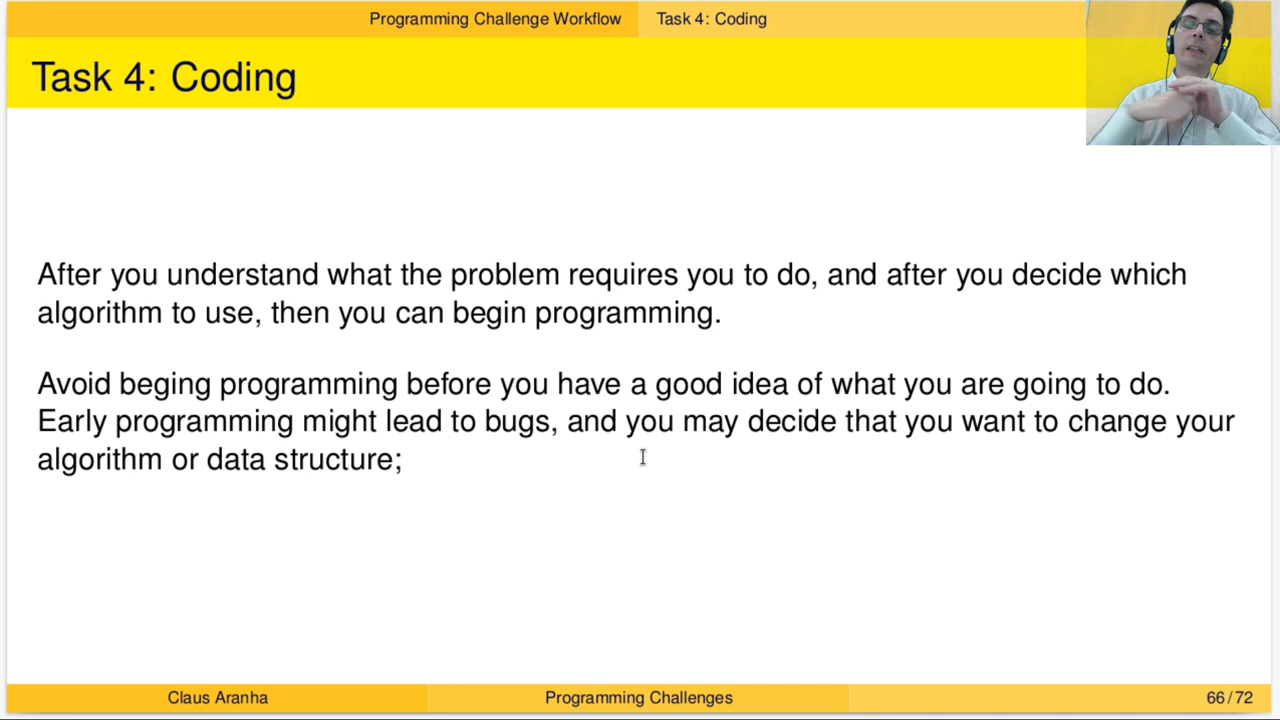 Programming Challenge Workflow Task 4: Coding
Task 4: Coding
After you understand what the problem requires you to do, and after you decide which
algorithm to use, then you can begin programming.
Avoid beging programming before you have a good idea of what you are going to do.
Early programming might lead to bugs, and you may decide that you want to change your
algorithm or data structure;
Claus Aranha Programming Challenges 66/72